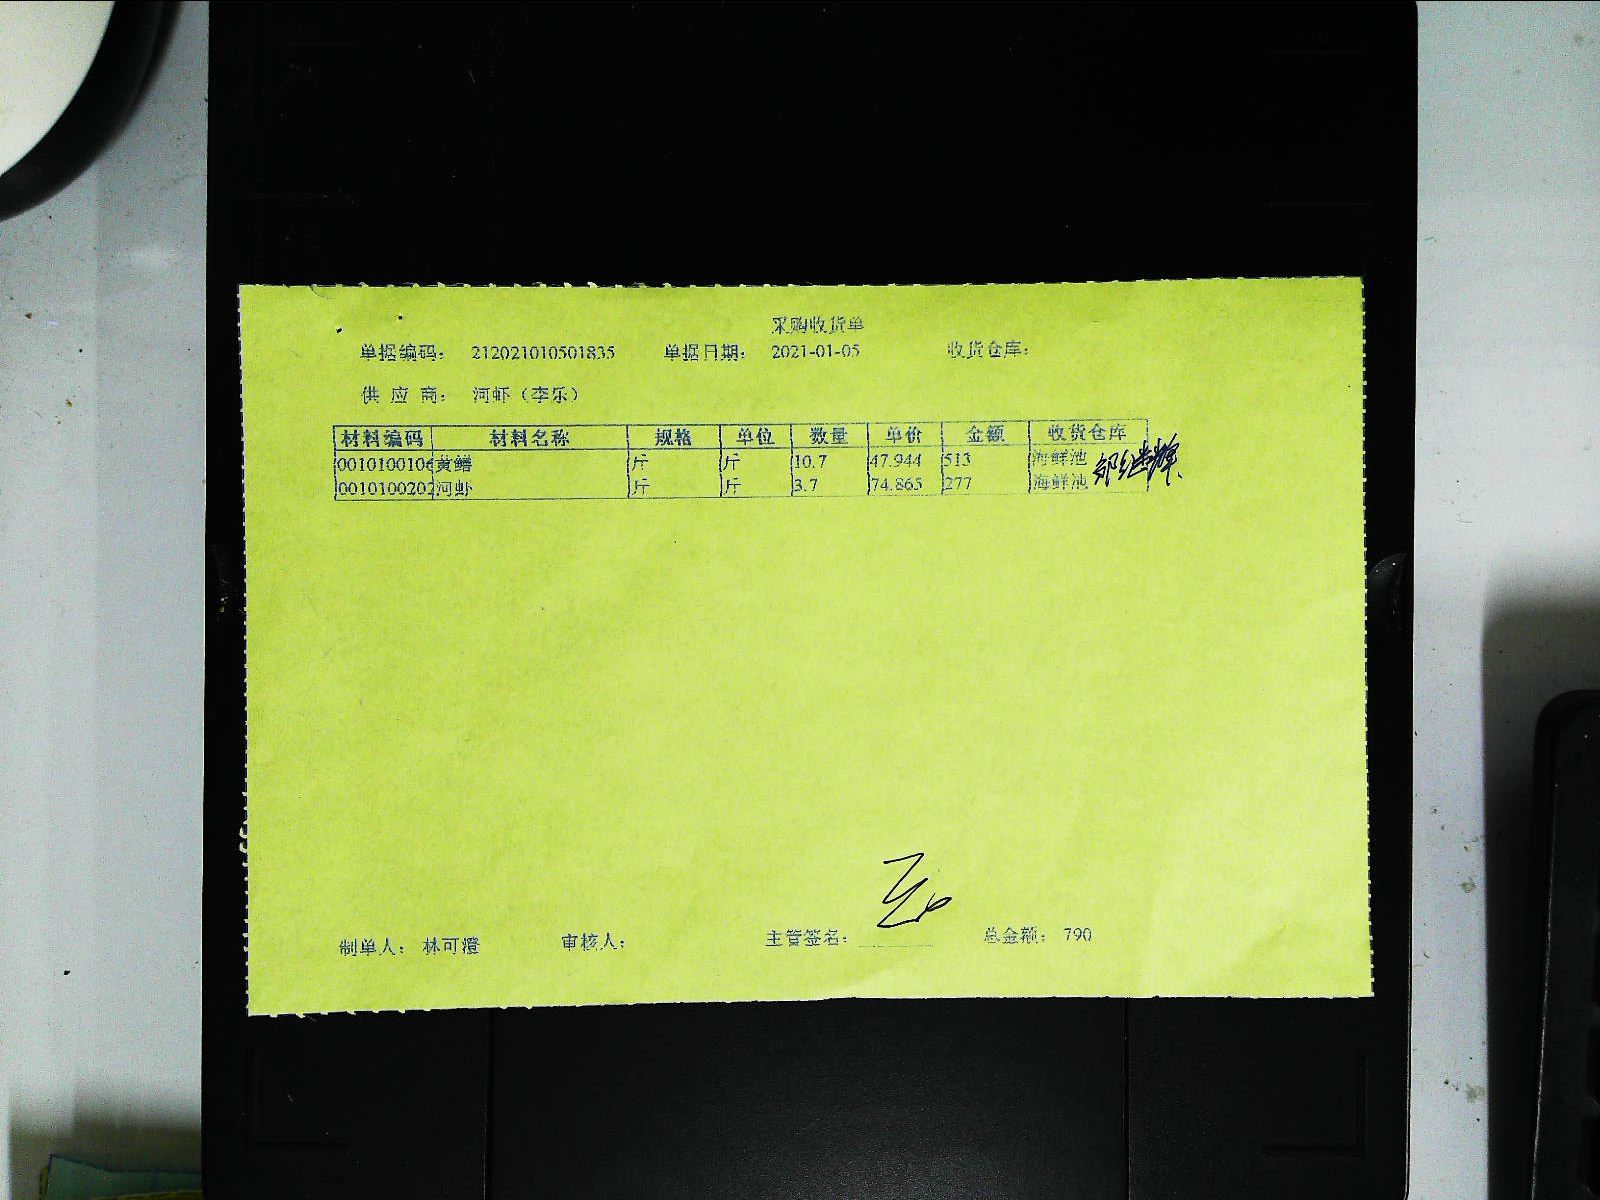 采购收货单
单据编码： 212021010501835 单据日期： 2021-01-05 收货仓库：
供 应 商： 河虾（李乐）
材料编码 材料名称 规格 单位 数量 单价 金额 收货仓库
0010100106 黄鳝 斤 斤 10.7 47.944 513 海鲜池
0010100202 河虾 斤 斤 3.7 74.865 277 海鲜池
制单人： 林可澄 审核人： 主管签名： 总金额： 790